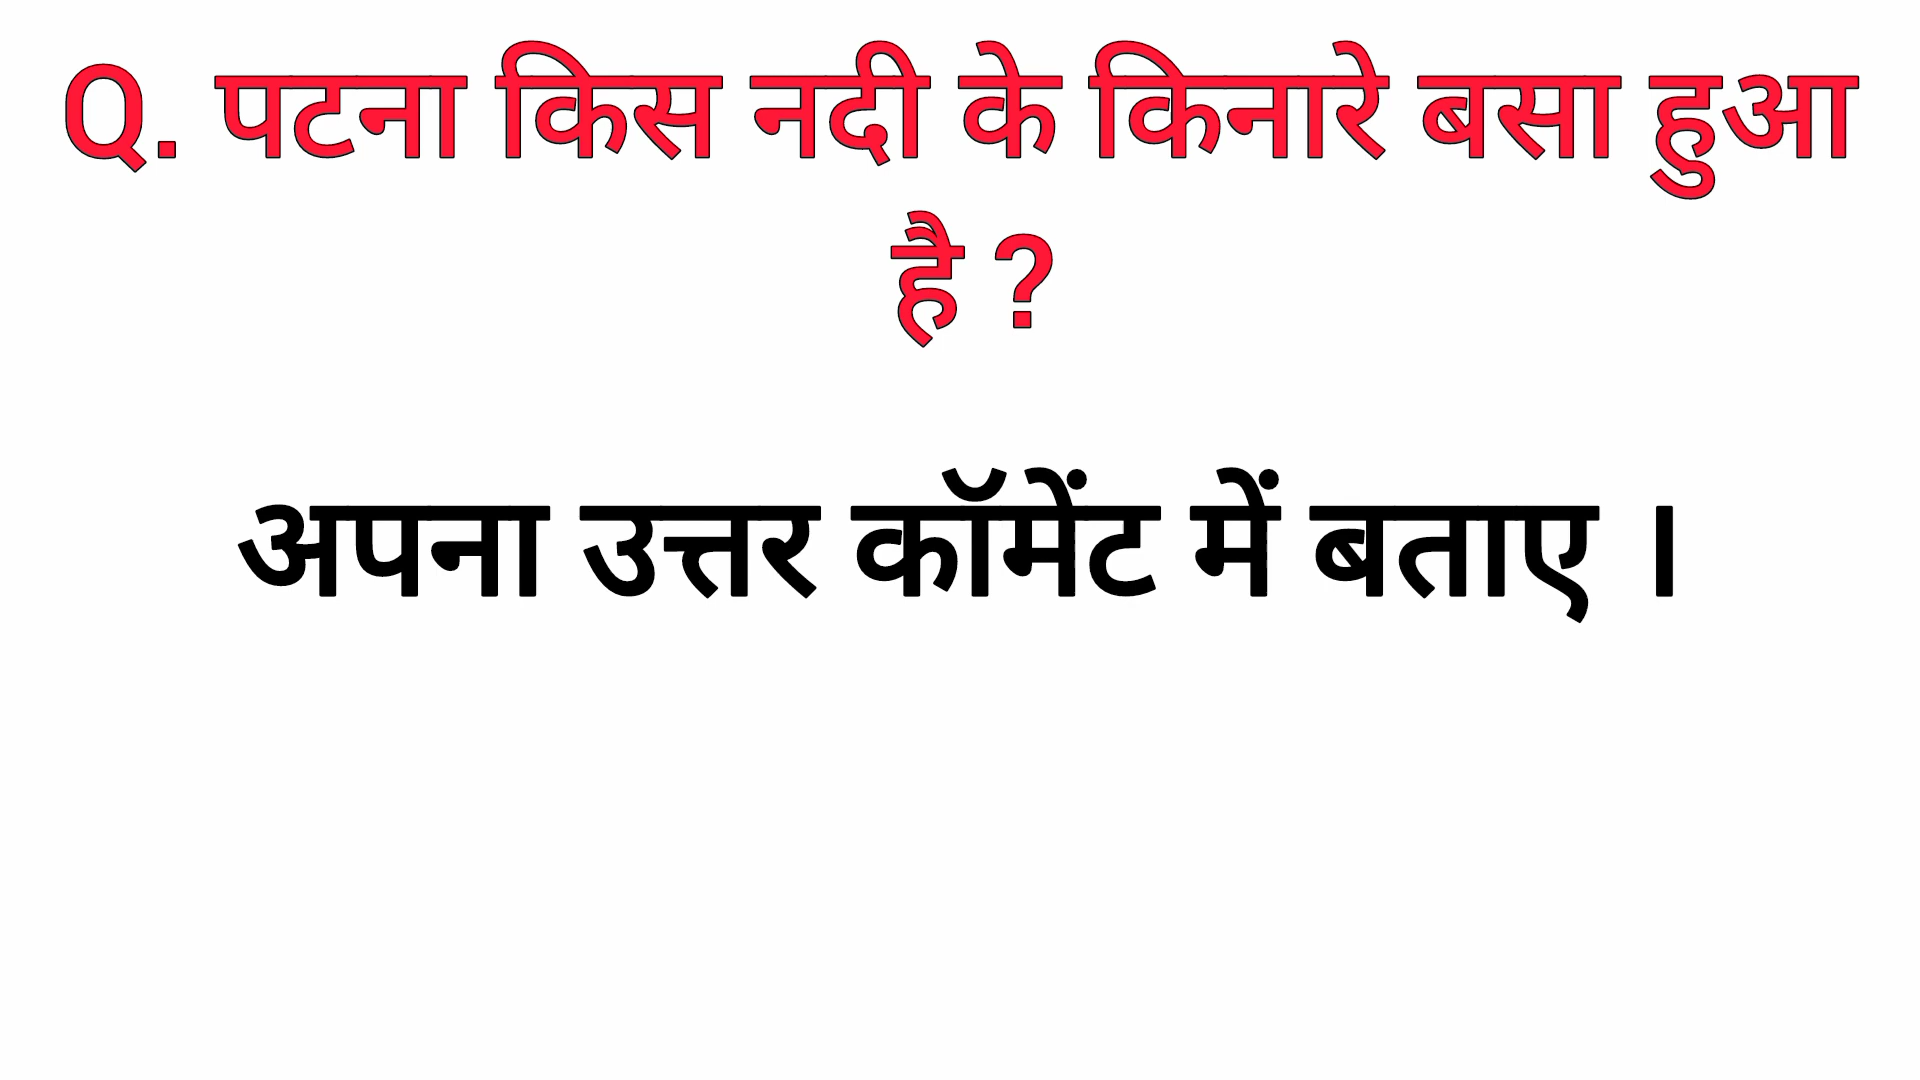 Q. पटना किस नदी के किनारे बसा हुआ
है ?
अपना उत्तर कॉमेंट में बताए ।